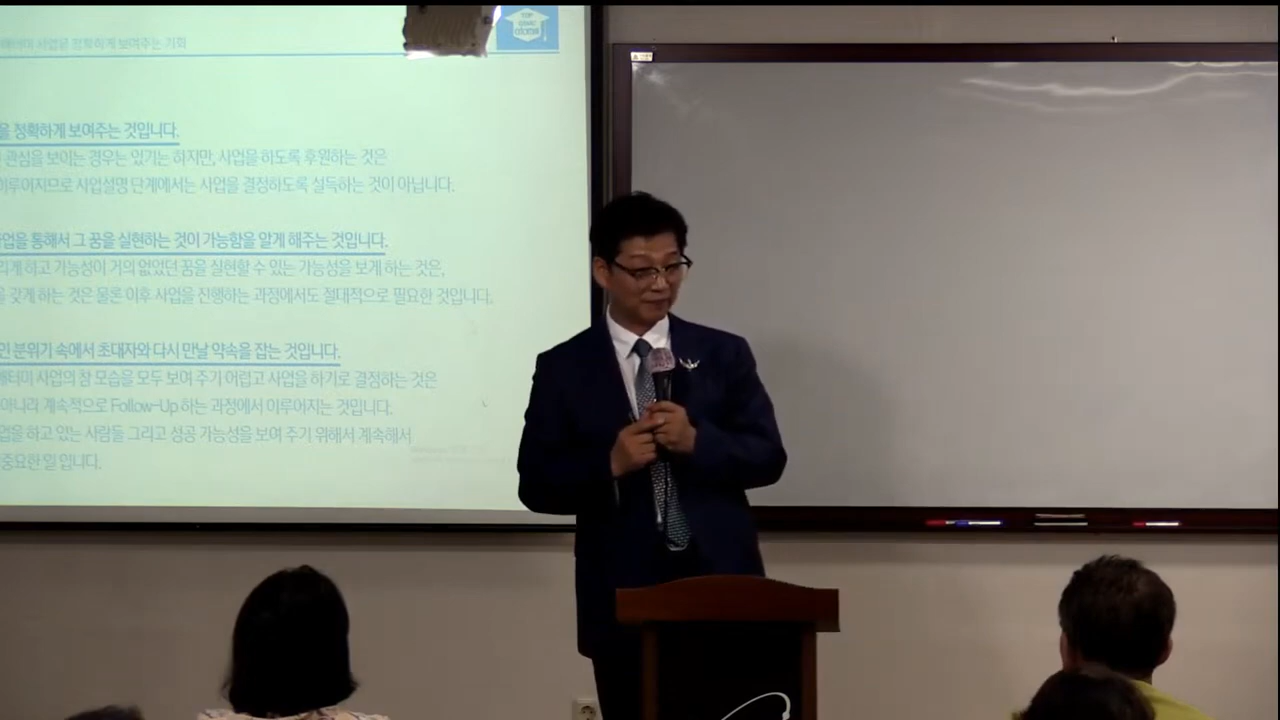 사업을 정확하게 보여주는 기회
을 정확하게 보여주는 것입니다.
관심을 보이는 경우는 있기는 하지만, 사업을 하도록 후원하는 것은
이루어지므로 사업설명 단계에서는 사업을 결정하도록 설득하는 것이 아닙니다.
업을 통해서 그 꿈을 실현하는 것이 가능함을 알게 해주는 것입니다.
리게 하고 가능성이 거의 없었던 꿈을 실현할 수 있는 가능성을 보게 하는 것은,
을 갖게 하는 것은 물론 이후 사업을 진행하는 과정에서도 절대적으로 필요한 것입니다.
인 분위기 속에서 초대자와 다시 만날 약속을 잡는 것입니다.
애터미 사업의 참 모습을 모두 보여 주기 어렵고 사업을 하기로 결정하는 것은
아니라 계속적으로 Follow-Up 하는 과정에서 이루어지는 것입니다.
업을 하고 있는 사람들 그리고 성공 가능성을 보여 주기 위해서 계속해서
중요한 일 입니다.